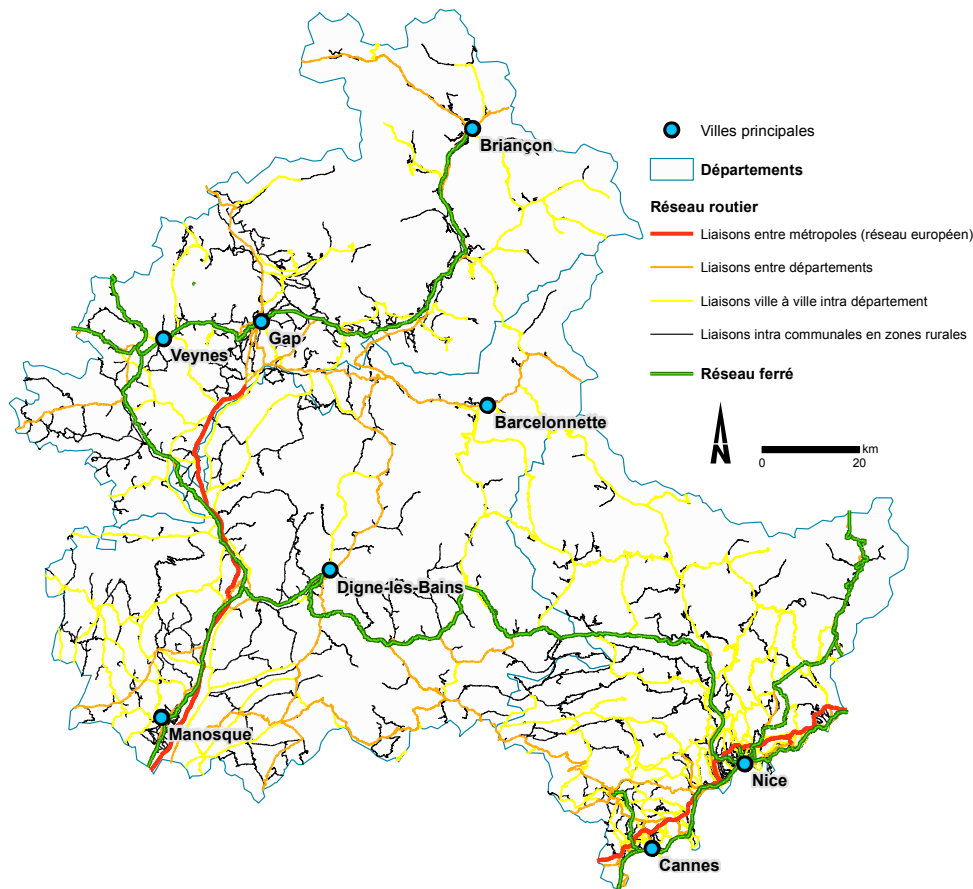 Briançon
Villes principales
Départements
Réseau routier
Liaisons entre métropoles (réseau européen)
Liaisons entre départements
Liaisons ville à ville intra département
Liaisons intra communales en zones rurales
Réseau ferré
Gap
Veynes
Barcelonnette
N
km
0 20
Digne-les-Bains
Manosque
Nice
Cannes